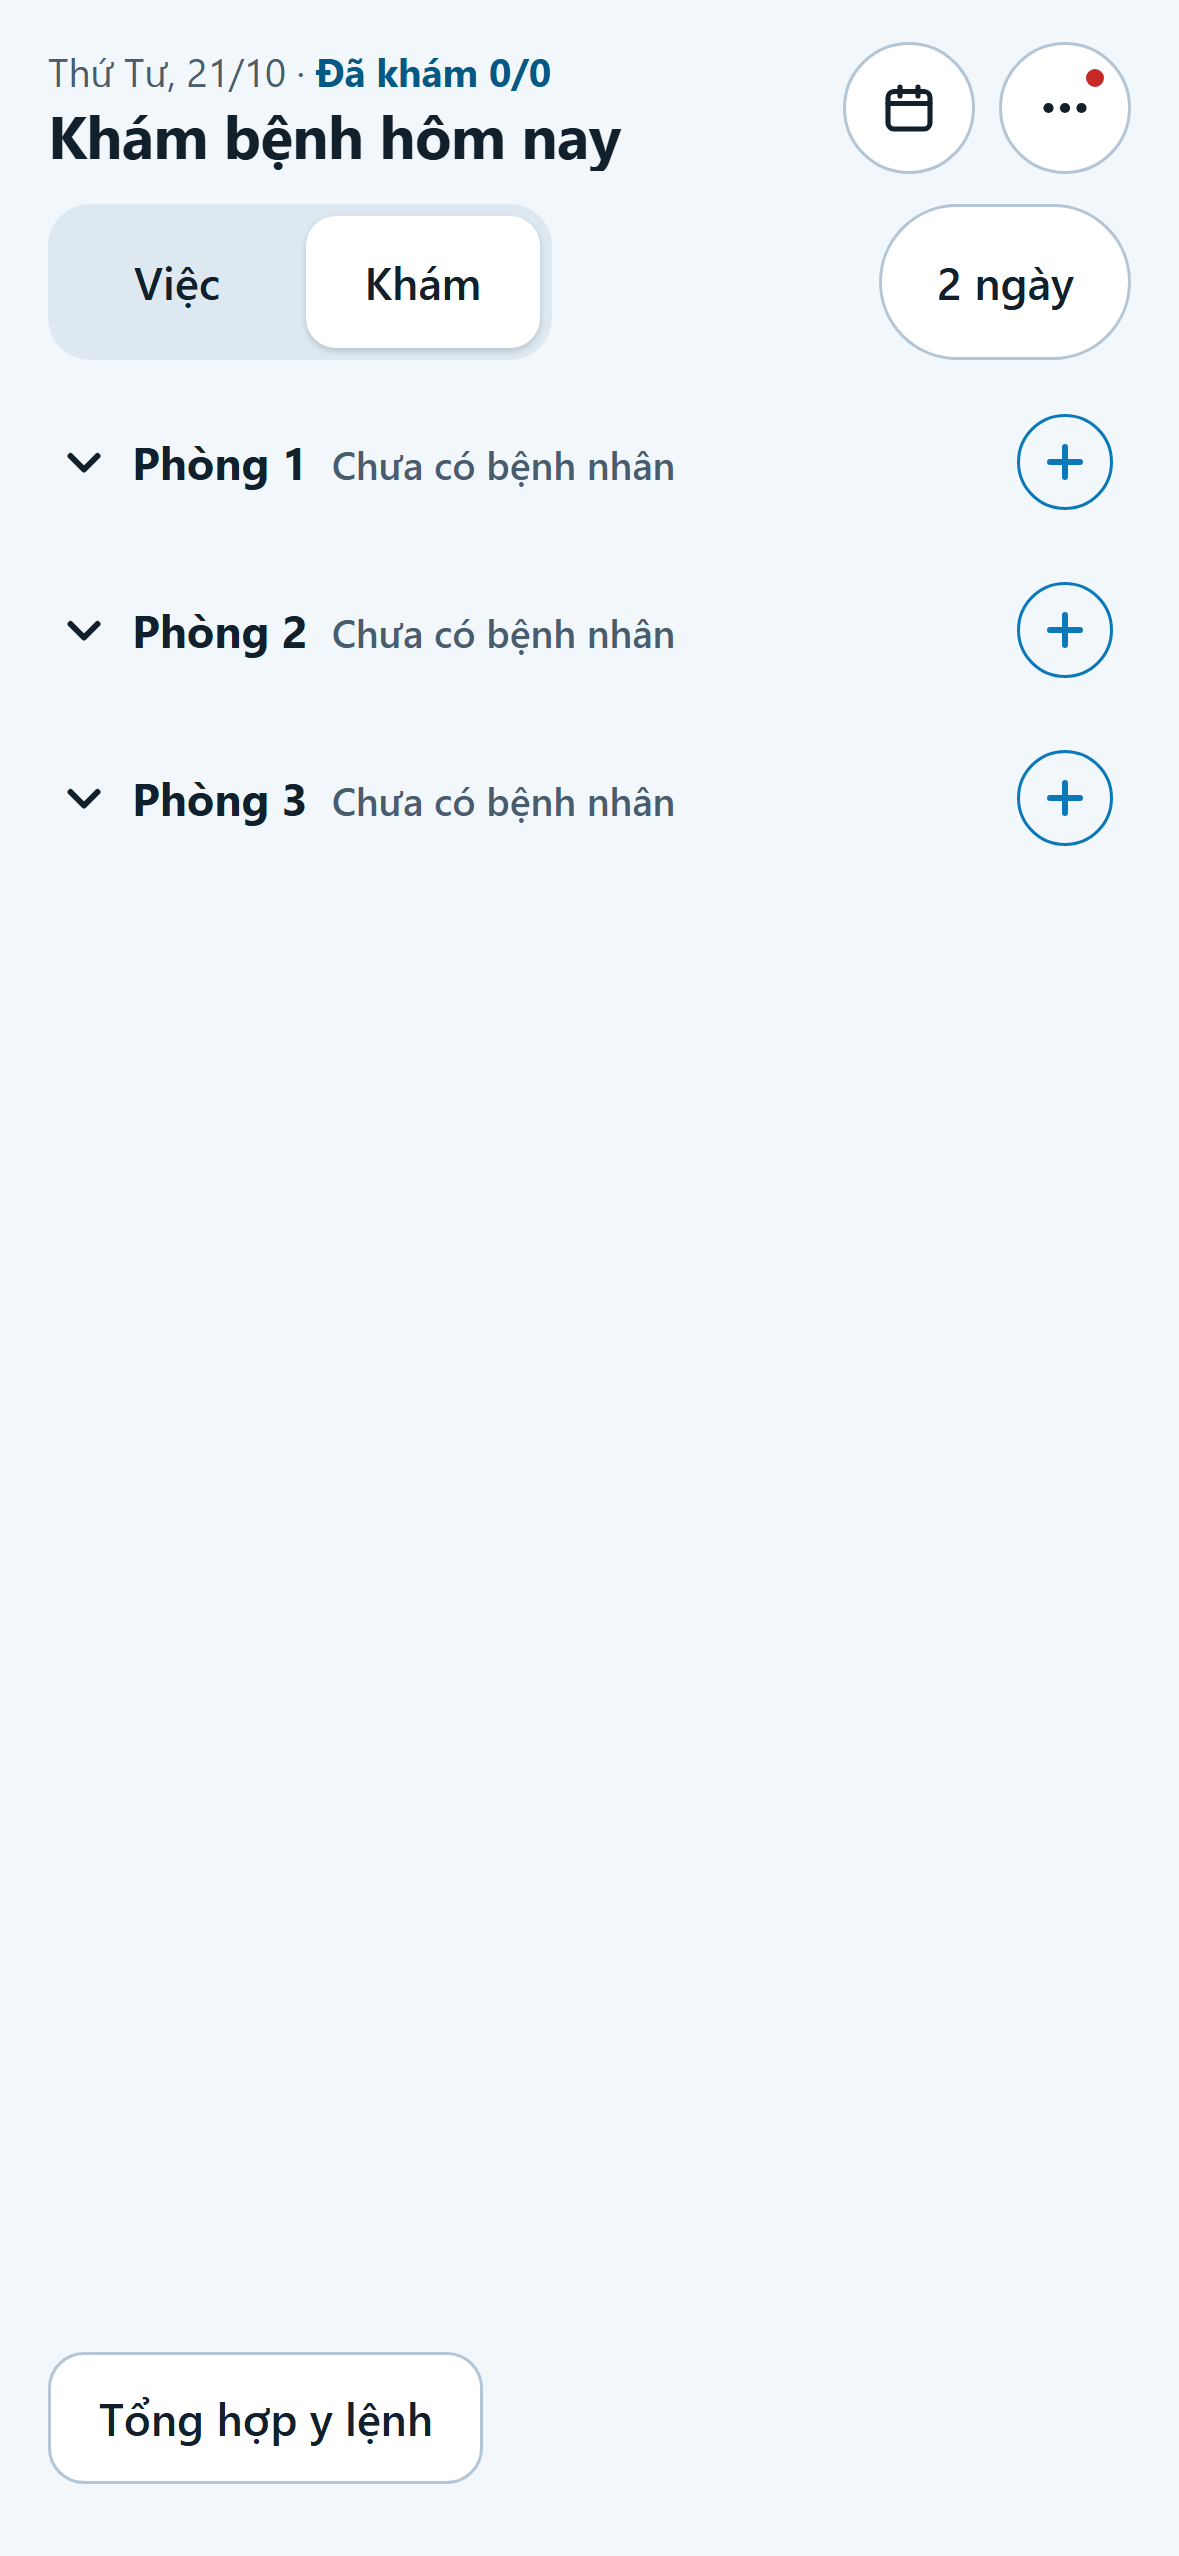 Thứ Tư, 21/10 · Đã khám 0/0
Khám bệnh hôm nay
Việc
Khám
2 ngày
Phòng 1 Chưa có bệnh nhân
Phòng 2 Chưa có bệnh nhân
Phòng 3 Chưa có bệnh nhân
Tổng hợp y lệnh